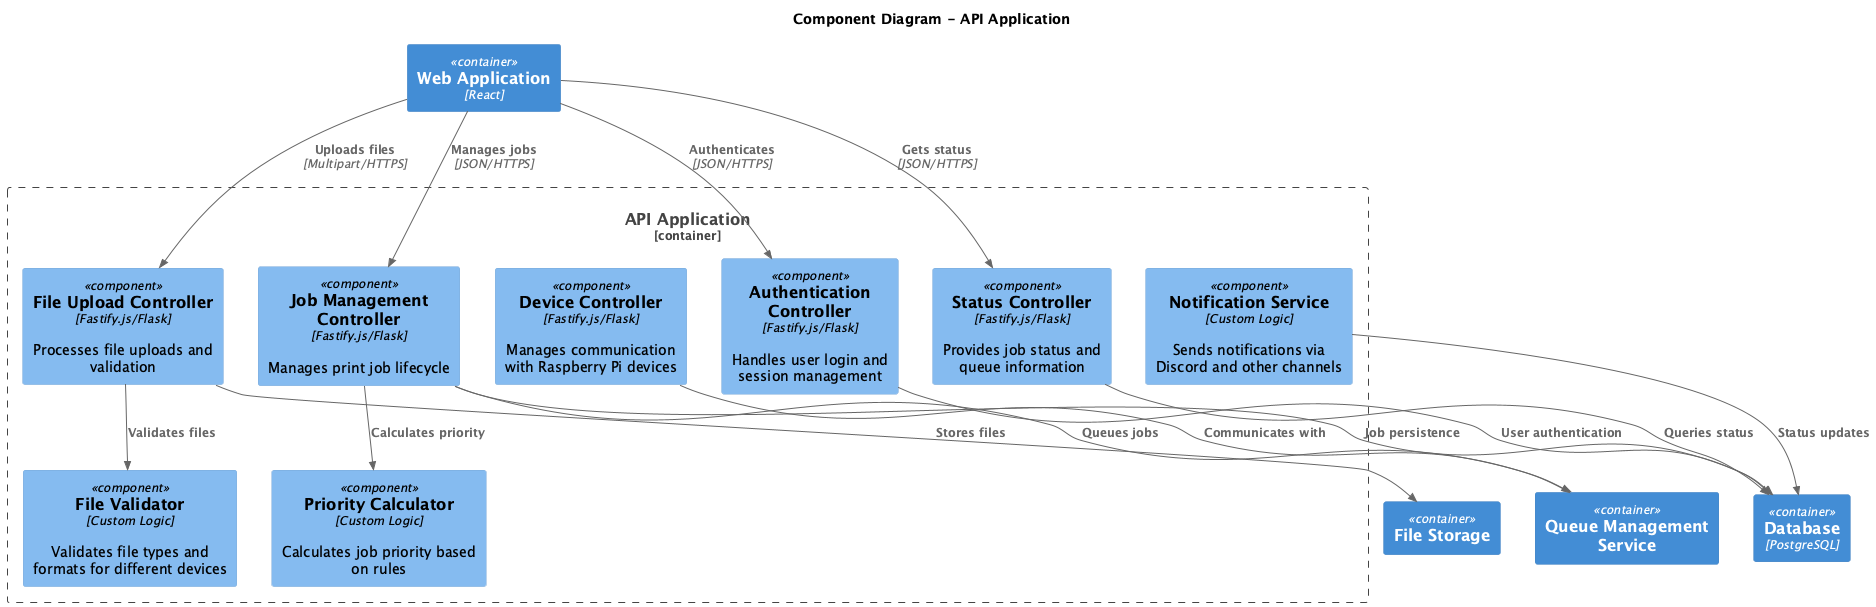 Component Diagram - API Application
«container»
Web Application
[React]
Uploads files
[Multipart/HTTPS]
Manages jobs
[JSON/HTTPS]
Authenticates
[JSON/HTTPS]
Gets status
[JSON/HTTPS]
API Application
[container]
«component»
File Upload Controller
[Fastify.js/Flask]
Processes file uploads and
validation
«component»
Job Management
Controller
[Fastify.js/Flask]
Manages print job lifecycle
«component»
Device Controller
[Fastify.js/Flask]
Manages communication
with Raspberry Pi devices
«component»
Authentication
Controller
[Fastify.js/Flask]
Handles user login and
session management
«component»
Status Controller
[Fastify.js/Flask]
Provides job status and
queue information
«component»
Notification Service
[Custom Logic]
Sends notifications via
Discord and other channels
Validates files
Calculates priority
Stores files
Queues jobs
Communicates with
Job persistence
User authentication
Queries status
Status updates
«component»
File Validator
[Custom Logic]
Validates file types and
formats for different devices
«component»
Priority Calculator
[Custom Logic]
Calculates job priority based
on rules
«container»
File Storage
«container»
Queue Management
Service
«container»
Database
[PostgreSQL]